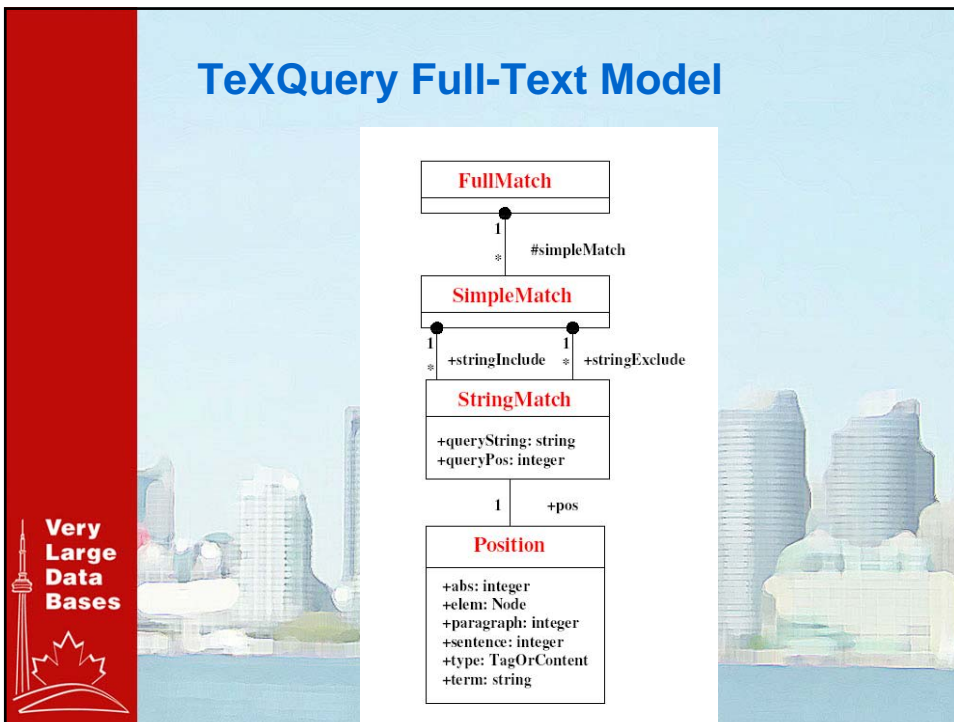 TeXQuery Full-Text Model
FullMatch
1
#simpleMatch
*
SimpleMatch
1 1
+stringInclude +stringExclude
* *
StringMatch
+queryString: string
+queryPos: integer
1 +pos
Position
+abs: integer
+elem: Node
+paragraph: integer
+sentence: integer
+type: TagOrContent
+term: string
Very
Large
Data
Bases